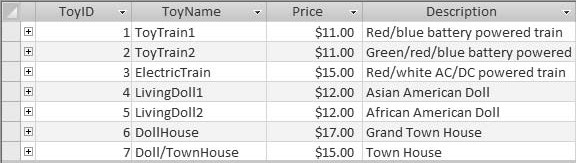 ToyID ToyName Price Description
1 ToyTrain1 $11.00 Red/blue battery powered train
2 ToyTrain2 $11.00 Green/red/blue battery powered
3 ElectricTrain $15.00 Red/white AC/DC powered train
4 LivingDoll1 $12.00 Asian American Doll
5 LivingDoll2 $12.00 African American Doll
6 DollHouse $17.00 Grand Town House
7 Doll/TownHouse $15.00 Town House